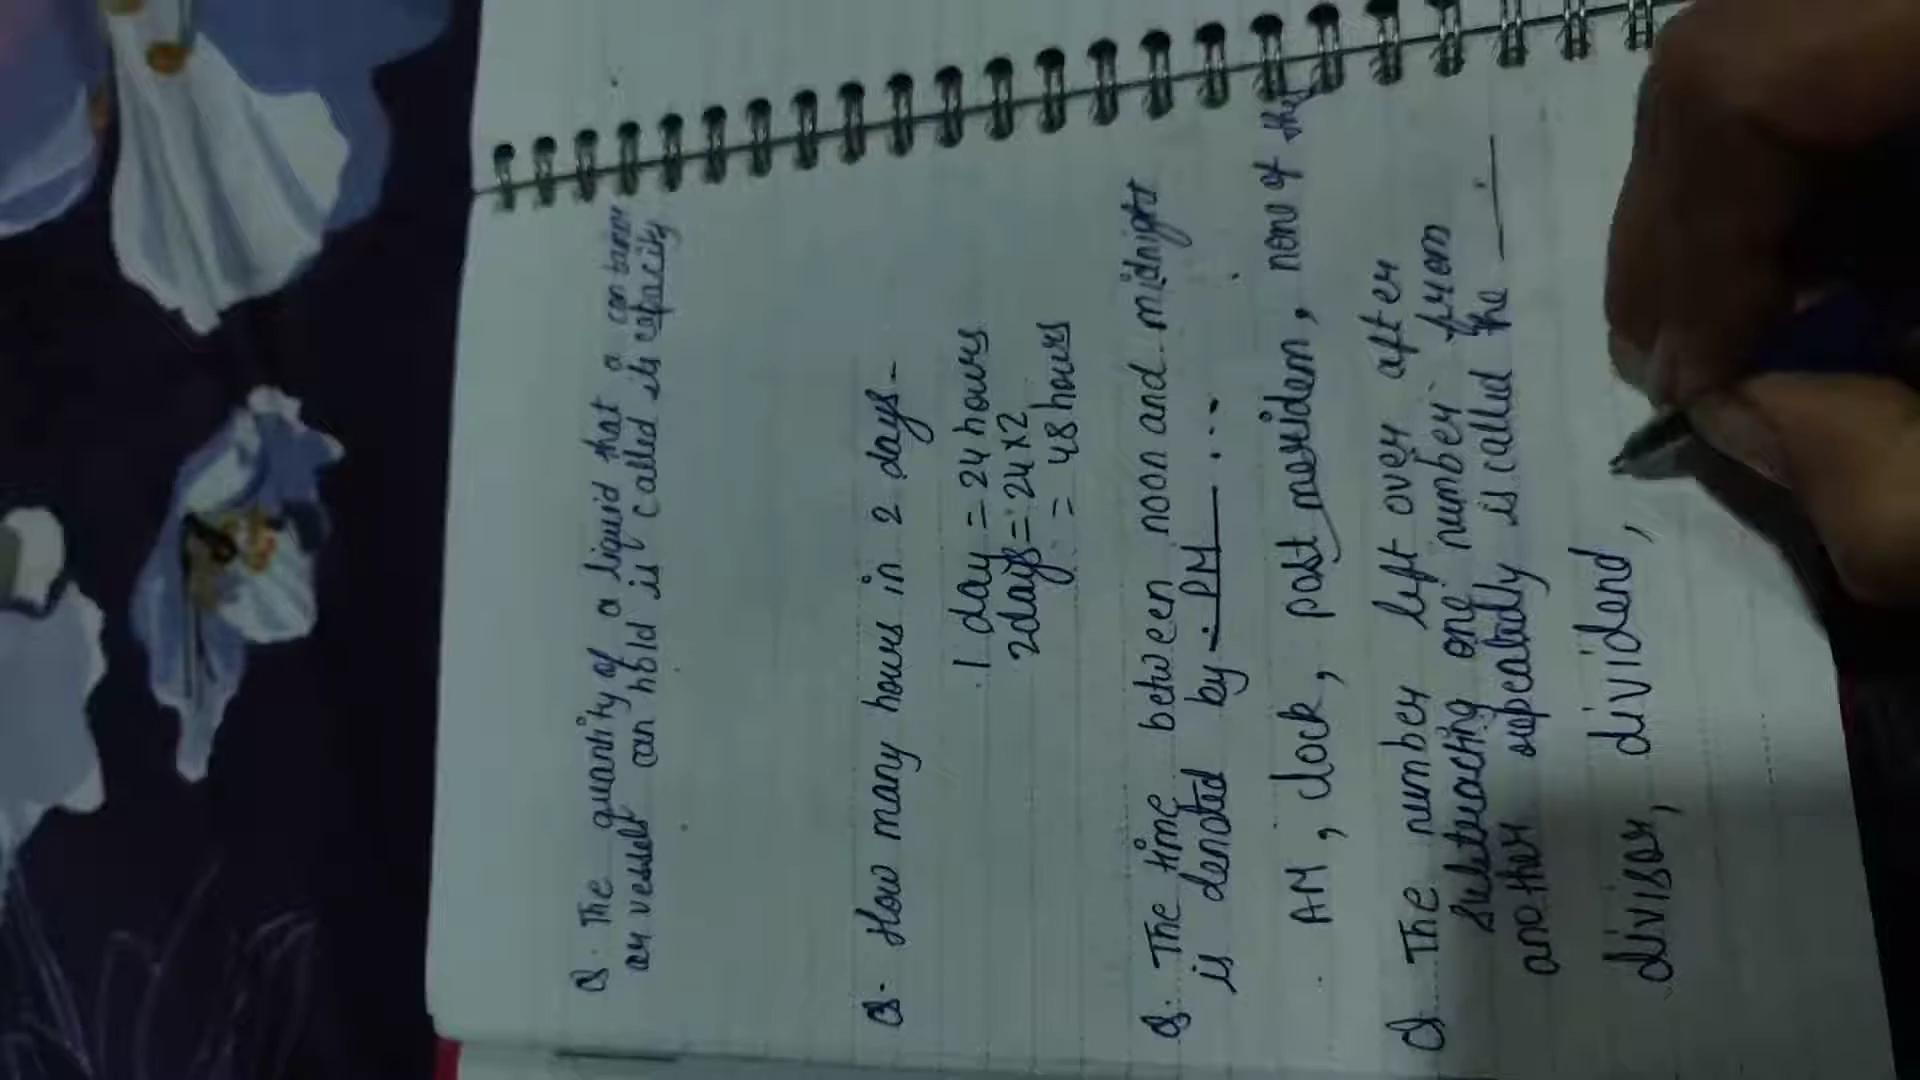 Q. The quantity of a liquid that a container
or vessel can hold is called its capacity
Q. How many hours in 2 days-
1 day = 24 hours
2days = 24x2
= 48 hours
Q. The time between noon and midnight
is denoted by - PM ...
AM, clock, post meridem, none of
Q. The number left over after
subtracting one number from
another repeatedly is called the ___
divisor, dividend,